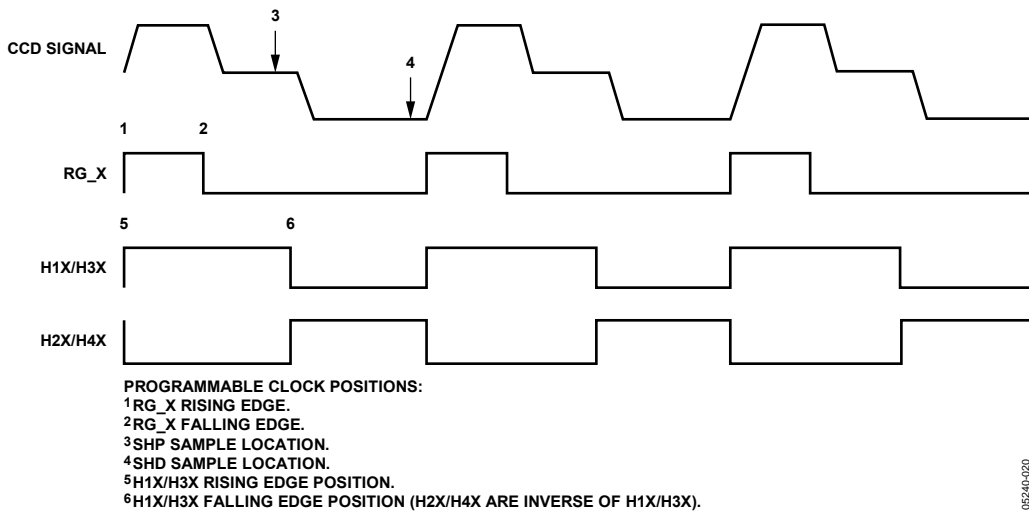 3
CCD SIGNAL
4
1 2
RG_X
5 6
H1X/H3X
H2X/H4X
PROGRAMMABLE CLOCK POSITIONS:
1RG_X RISING EDGE.
2RG_X FALLING EDGE.
3SHP SAMPLE LOCATION.
4SHD SAMPLE LOCATION.
5H1X/H3X RISING EDGE POSITION.
6H1X/H3X FALLING EDGE POSITION (H2X/H4X ARE INVERSE OF H1X/H3X).
05240-020